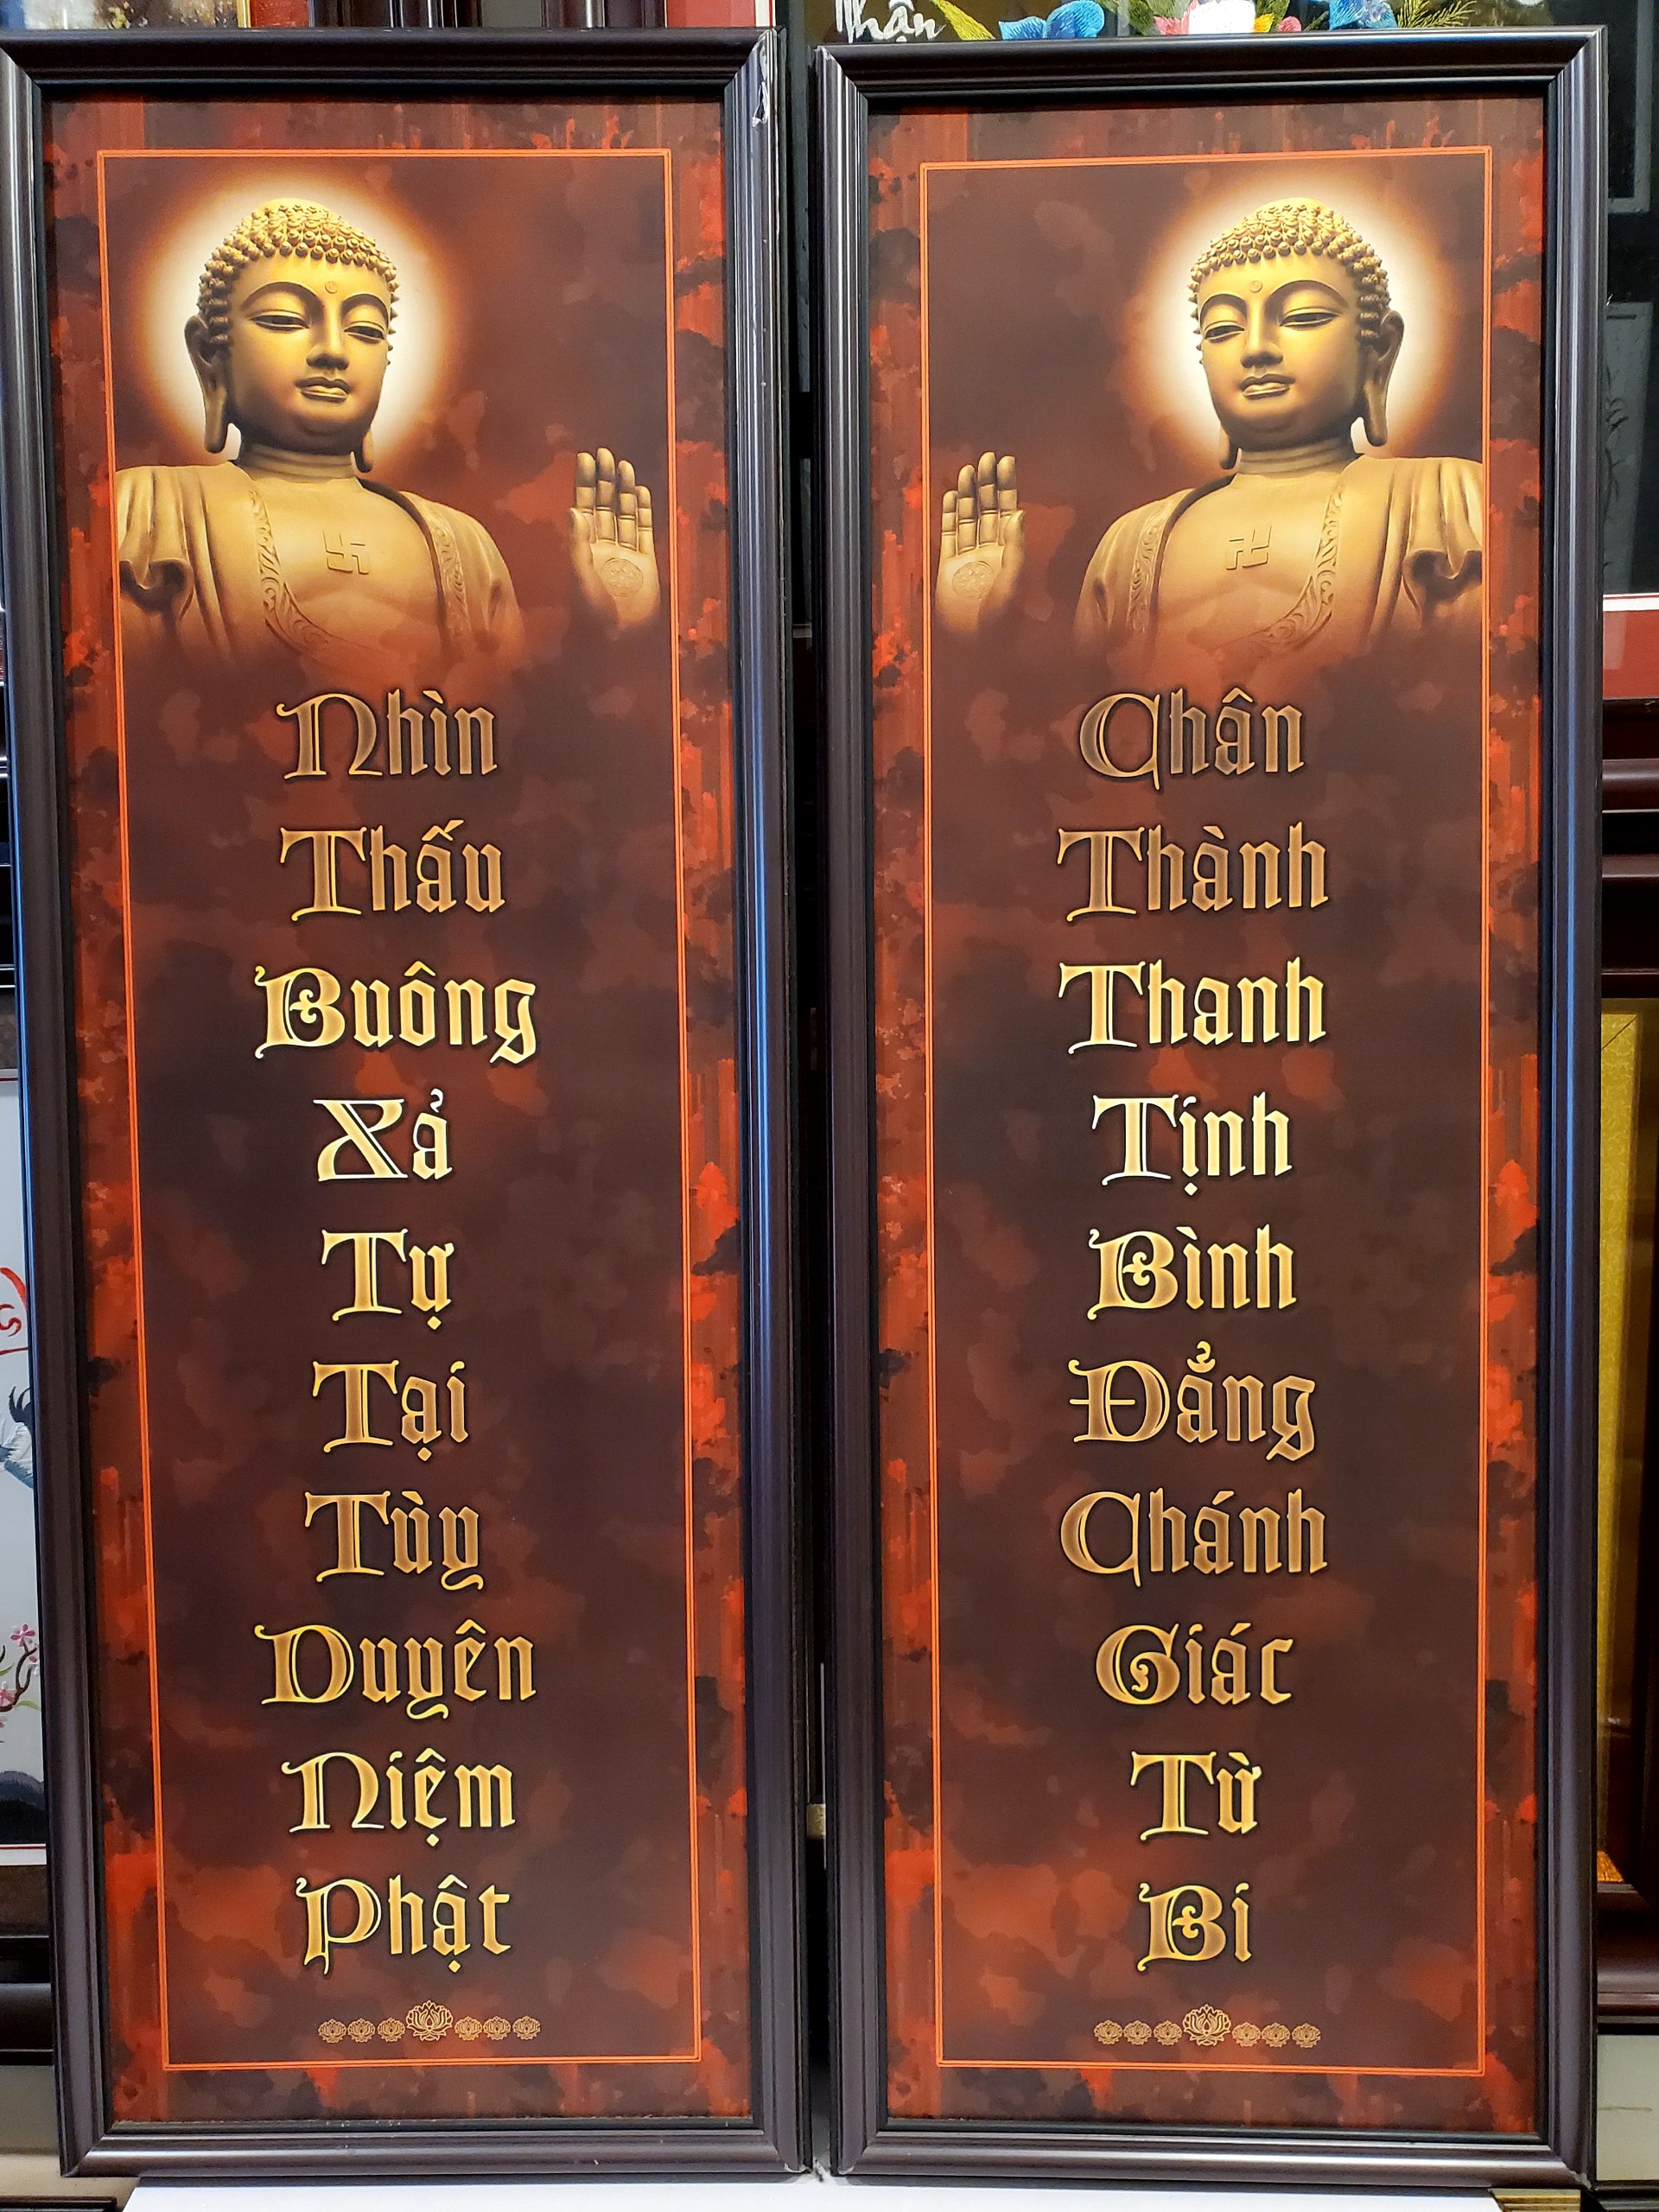 Nhẫn
Nhìn
Thấu
Buông
Xả
Tự
Tại
Tùy
Duyên
Niệm
Phật
Chân
Thành
Thanh
Tịnh
Bình
Đẳng
Chánh
Giác
Từ
Bi